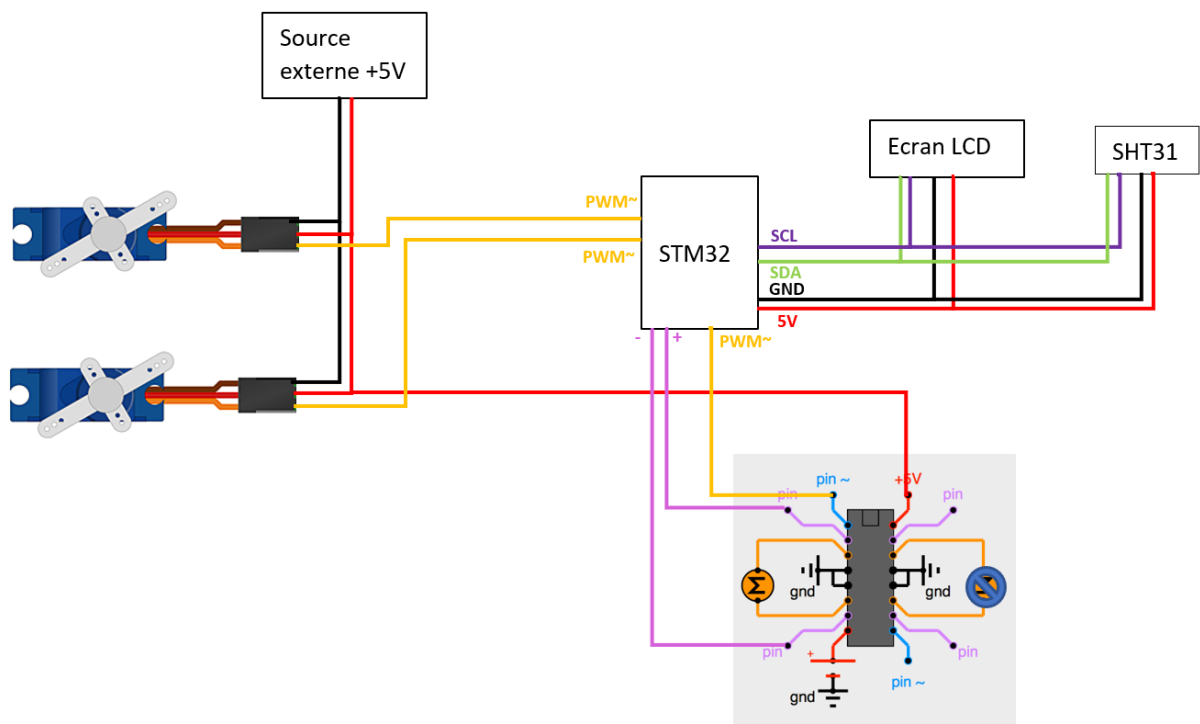 Source
externe +5V
Ecran LCD
SHT31
PWM~
STM32
SCL
PWM~
SDA
GND
5V
-
+
PWM~
pin ~
+5V
pin
pin
M
gnd
gnd
pin
+
pin
pin ~
gnd